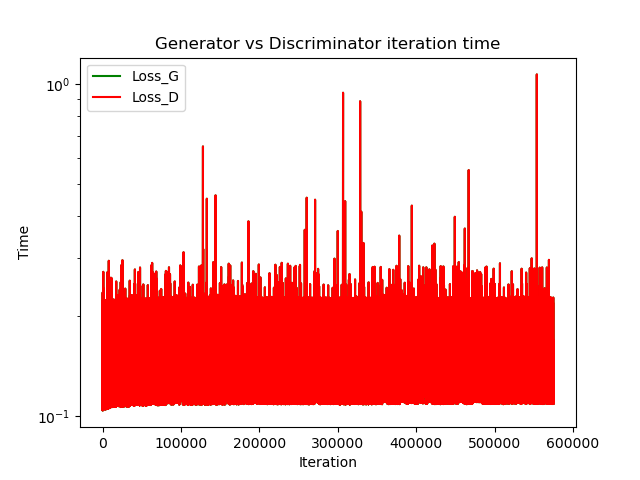 Generator vs Discriminator iteration time
Loss_G
Loss_D
10⁰
10⁻¹
Time
0 100000 200000 300000 400000 500000 600000
Iteration